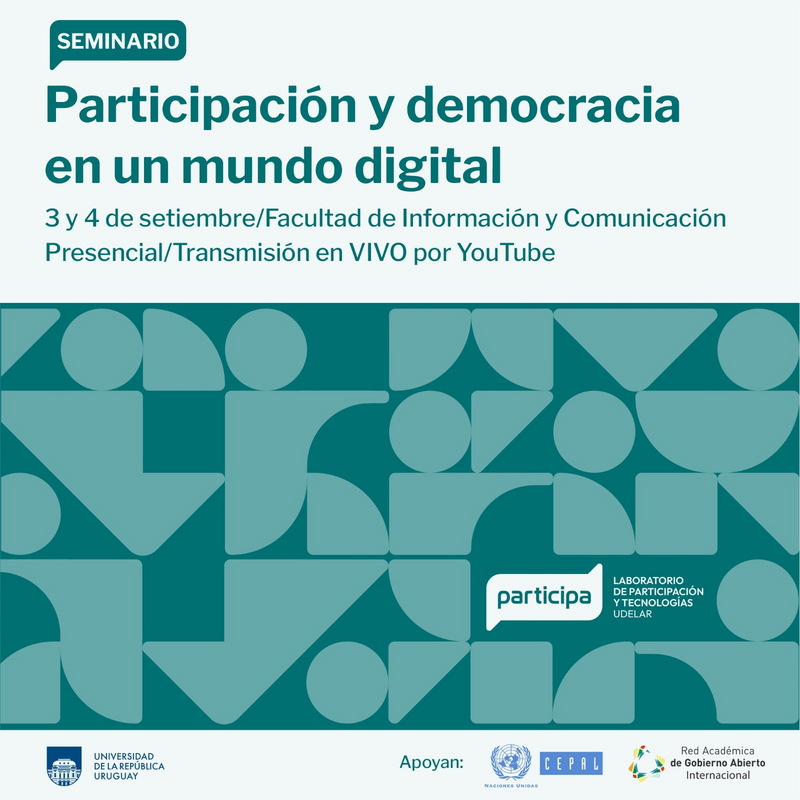 SEMINARIO
Participación y democracia
en un mundo digital
3 y 4 de setiembre/Facultad de Información y Comunicación
Presencial/Transmisión en VIVO por YouTube
participa
LABORATORIO
DE PARTICIPACIÓN
Y TECNOLOGÍAS
UDELAR
UNIVERSIDAD
DE LA REPÚBLICA
URUGUAY
Apoyan:
NACIONES UNIDAS
CEPAL
Red Académica
de Gobierno Abierto
Internacional